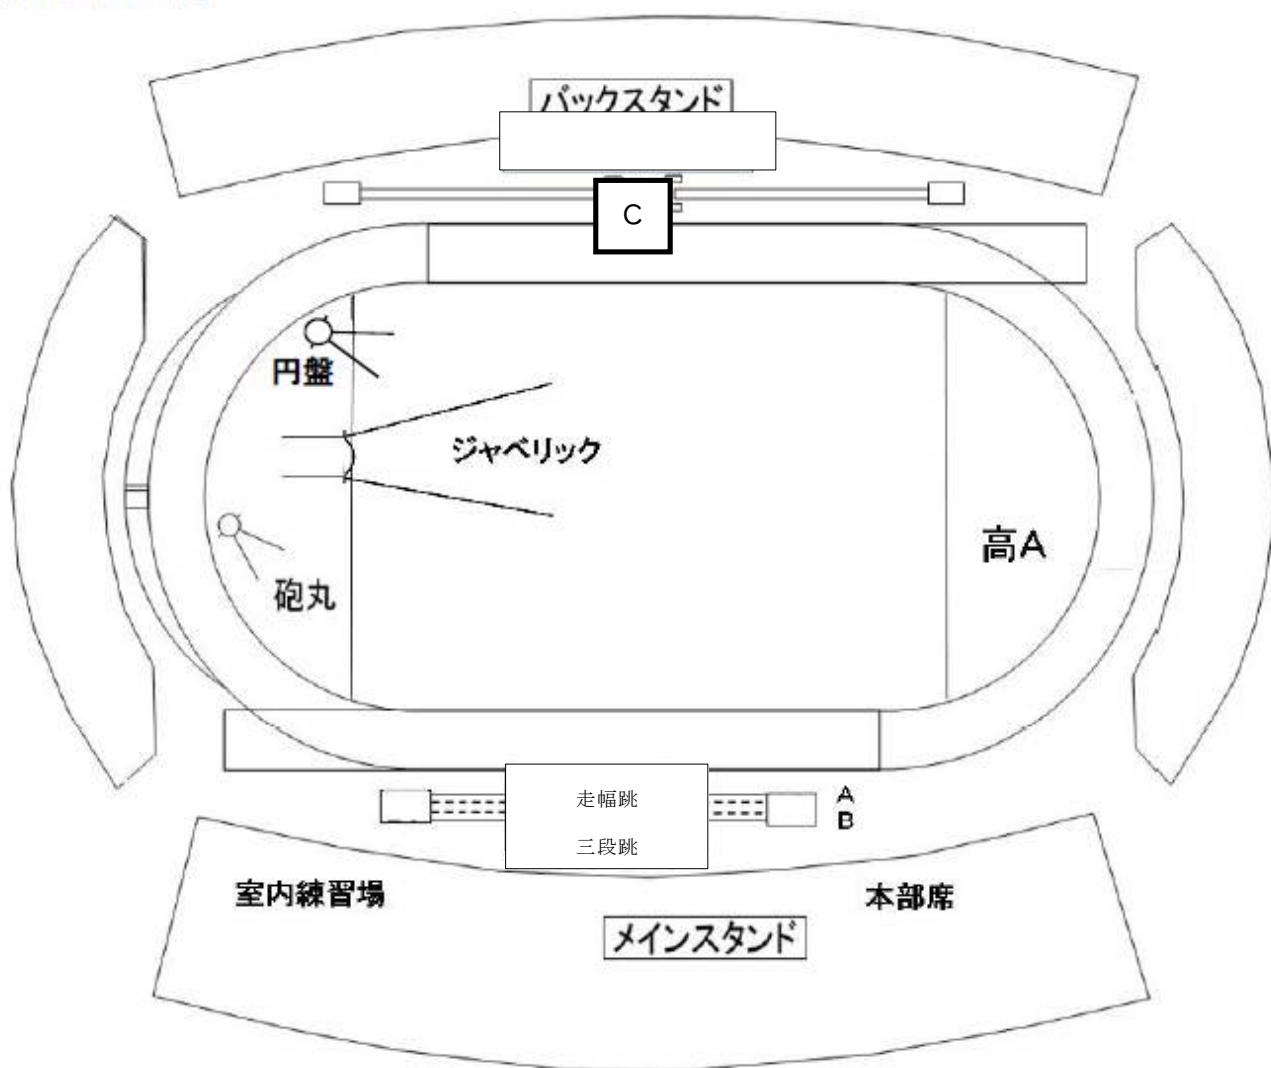 バックスタンド
C
円盤
ジャベリック
高A
砲丸
走幅跳
三段跳
A
B
室内練習場
本部席
メインスタンド